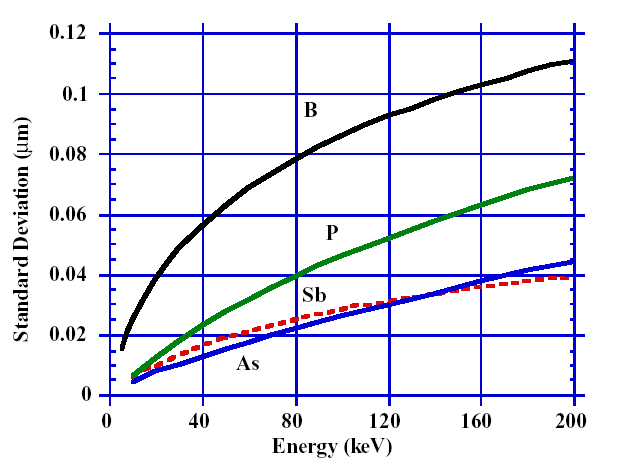 0.12
0.1
0.08
0.06
0.04
0.02
0
Standard Deviation (μm)
B
P
Sb
As
0 40 80 120 160 200
Energy (keV)